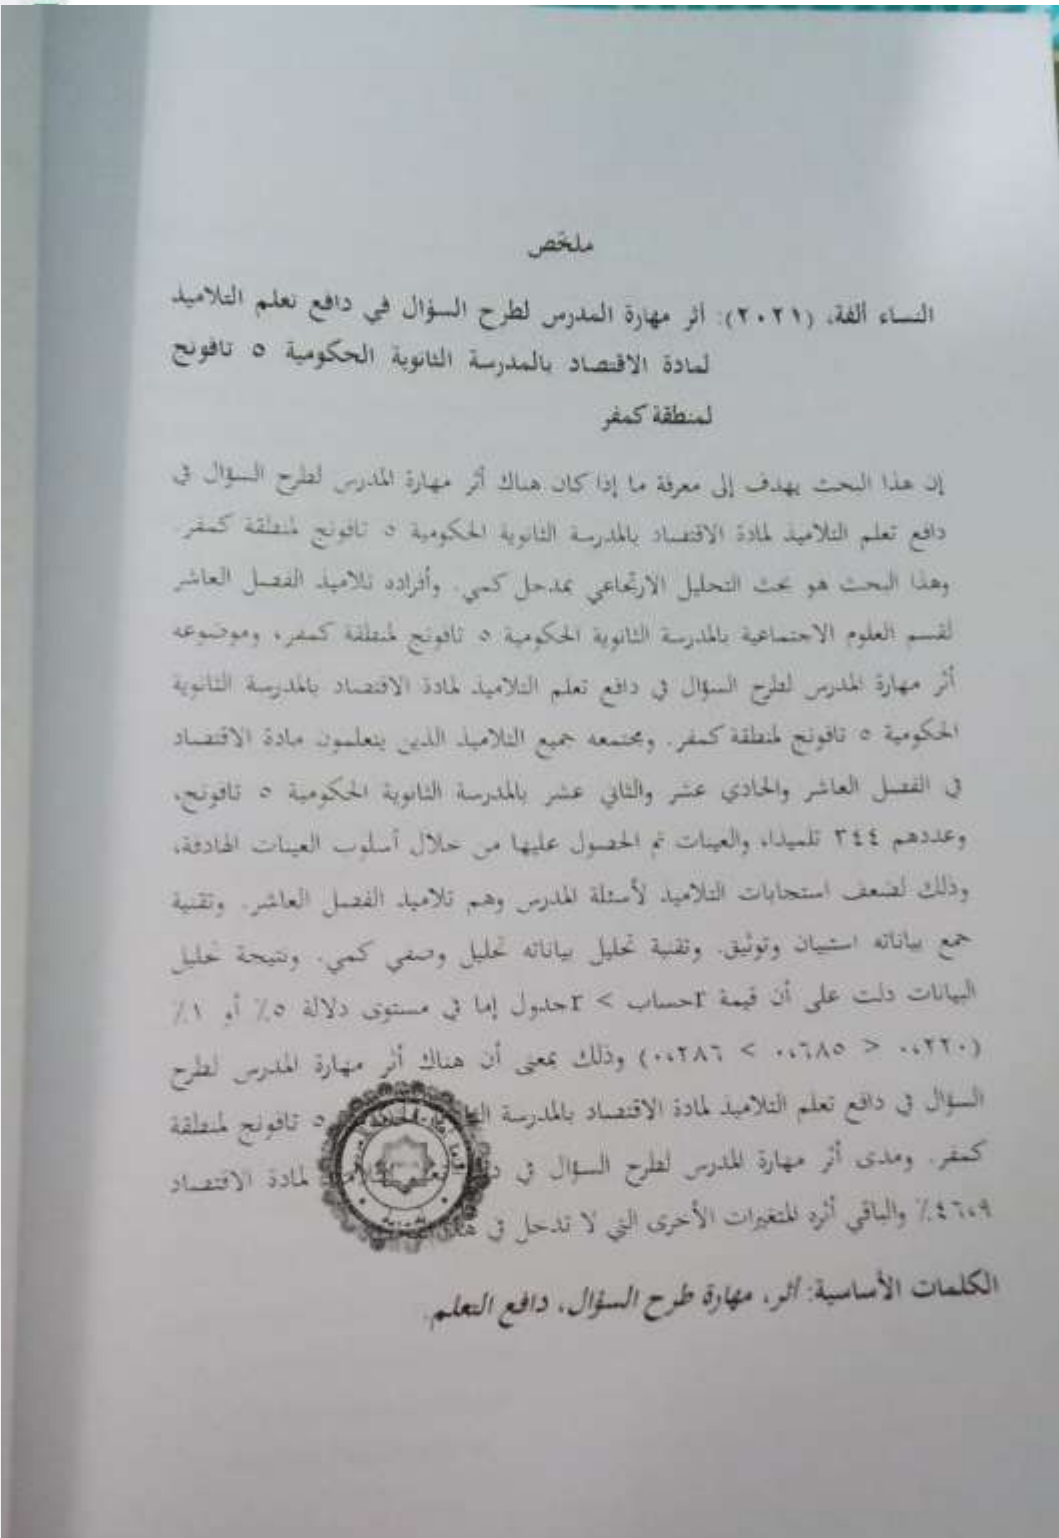 ملخّص
النساء ألفة، (٢٠٢١): أثر مهارة المدرس لطرح السؤال في دافع تعلم التلاميذ
لمادة الاقتصاد بالمدرسة الثانوية الحكومية ٥ تافونج
لمنطقة كمفر
إن هذا البحث يهدف إلى معرفة ما إذا كان هناك أثر مهارة المدرس لطرح السؤال في
دافع تعلم التلاميذ لمادة الاقتصاد بالمدرسة الثانوية الحكومية ٥ تافونج لمنطقة كمفر.
وهذا البحث هو بحث التحليل الارتجاعي بمدخل كمي. وأفراده تلاميذ الفصل العاشر
لقسم العلوم الاجتماعية بالمدرسة الثانوية الحكومية ٥ تافونج لمنطقة كمفر، وموضوعه
أثر مهارة المدرس لطرح السؤال في دافع تعلم التلاميذ لمادة الاقتصاد بالمدرسة الثانوية
الحكومية ٥ تافونج لمنطقة كمفر. ومجتمعه جميع التلاميذ الذين يتعلمون مادة الاقتصاد
في الفصل العاشر والحادي عشر والثاني عشر بالمدرسة الثانوية الحكومية ٥ تافونج،
وعددهم ٣٤٤ تلميذا، والعينات تم الحصول عليها من خلال أسلوب العينات الهادفة،
وذلك لضعف استجابات التلاميذ لأسئلة المدرس وهم تلاميذ الفصل العاشر. وتقنية
جمع بياناته استبيان وتوثيق. وتقنية تحليل بياناته تحليل وصفي كمي. ونتيجة تحليل
البيانات دلت على أن قيمة rحساب > rجدول إما في مستوى دلالة ٥٪ أو ١٪
(٠،٢٢٠ < ٠،٦٨٥ > ٠،٢٨٦) وذلك بمعنى أن هناك أثر مهارة المدرس لطرح
السؤال في دافع تعلم التلاميذ لمادة الاقتصاد بالمدرسة ٥ تافونج لمنطقة
كمفر. ومدى أثر مهارة المدرس لطرح السؤال في لمادة الاقتصاد
٤٦،٩٪ والباقي أثره المتغيرات الأخرى التي لا تدخل في
الكلمات الأساسية: أثر، مهارة طرح السؤال، دافع التعلم.